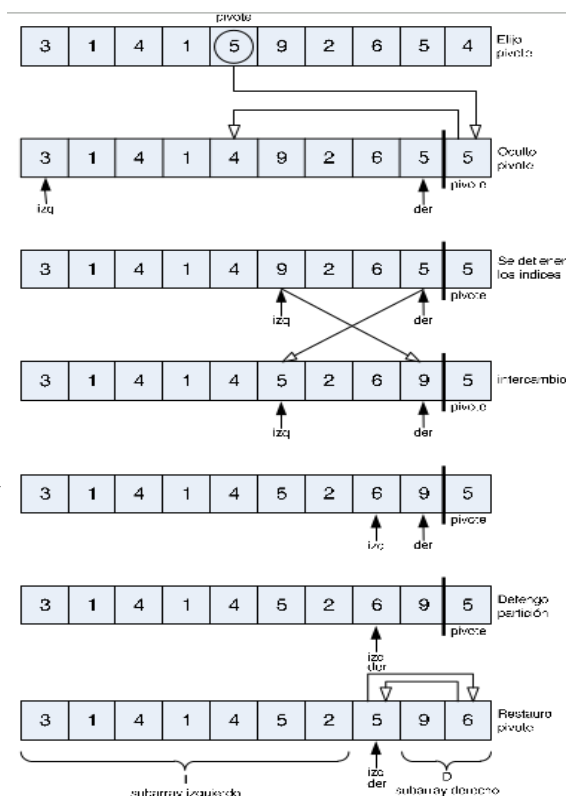 pivote
3 1 4 1 5 9 2 6 5 4 Elijo
pivote
3 1 4 1 4 9 2 6 5 5 Oculto
pivote
pivote
izq der
3 1 4 1 4 9 2 6 5 5 Se detienen
los índices
pivote
izq der
3 1 4 1 4 5 2 6 9 5 intercambio
pivote
izq der
3 1 4 1 4 5 2 6 9 5
pivote
izq der
3 1 4 1 4 5 2 6 9 5 Detengo
partición
pivote
izq
der
3 1 4 1 4 5 2 5 9 6 Restauro
pivote
I D
subarray izquierdo izq subarray derecho
der